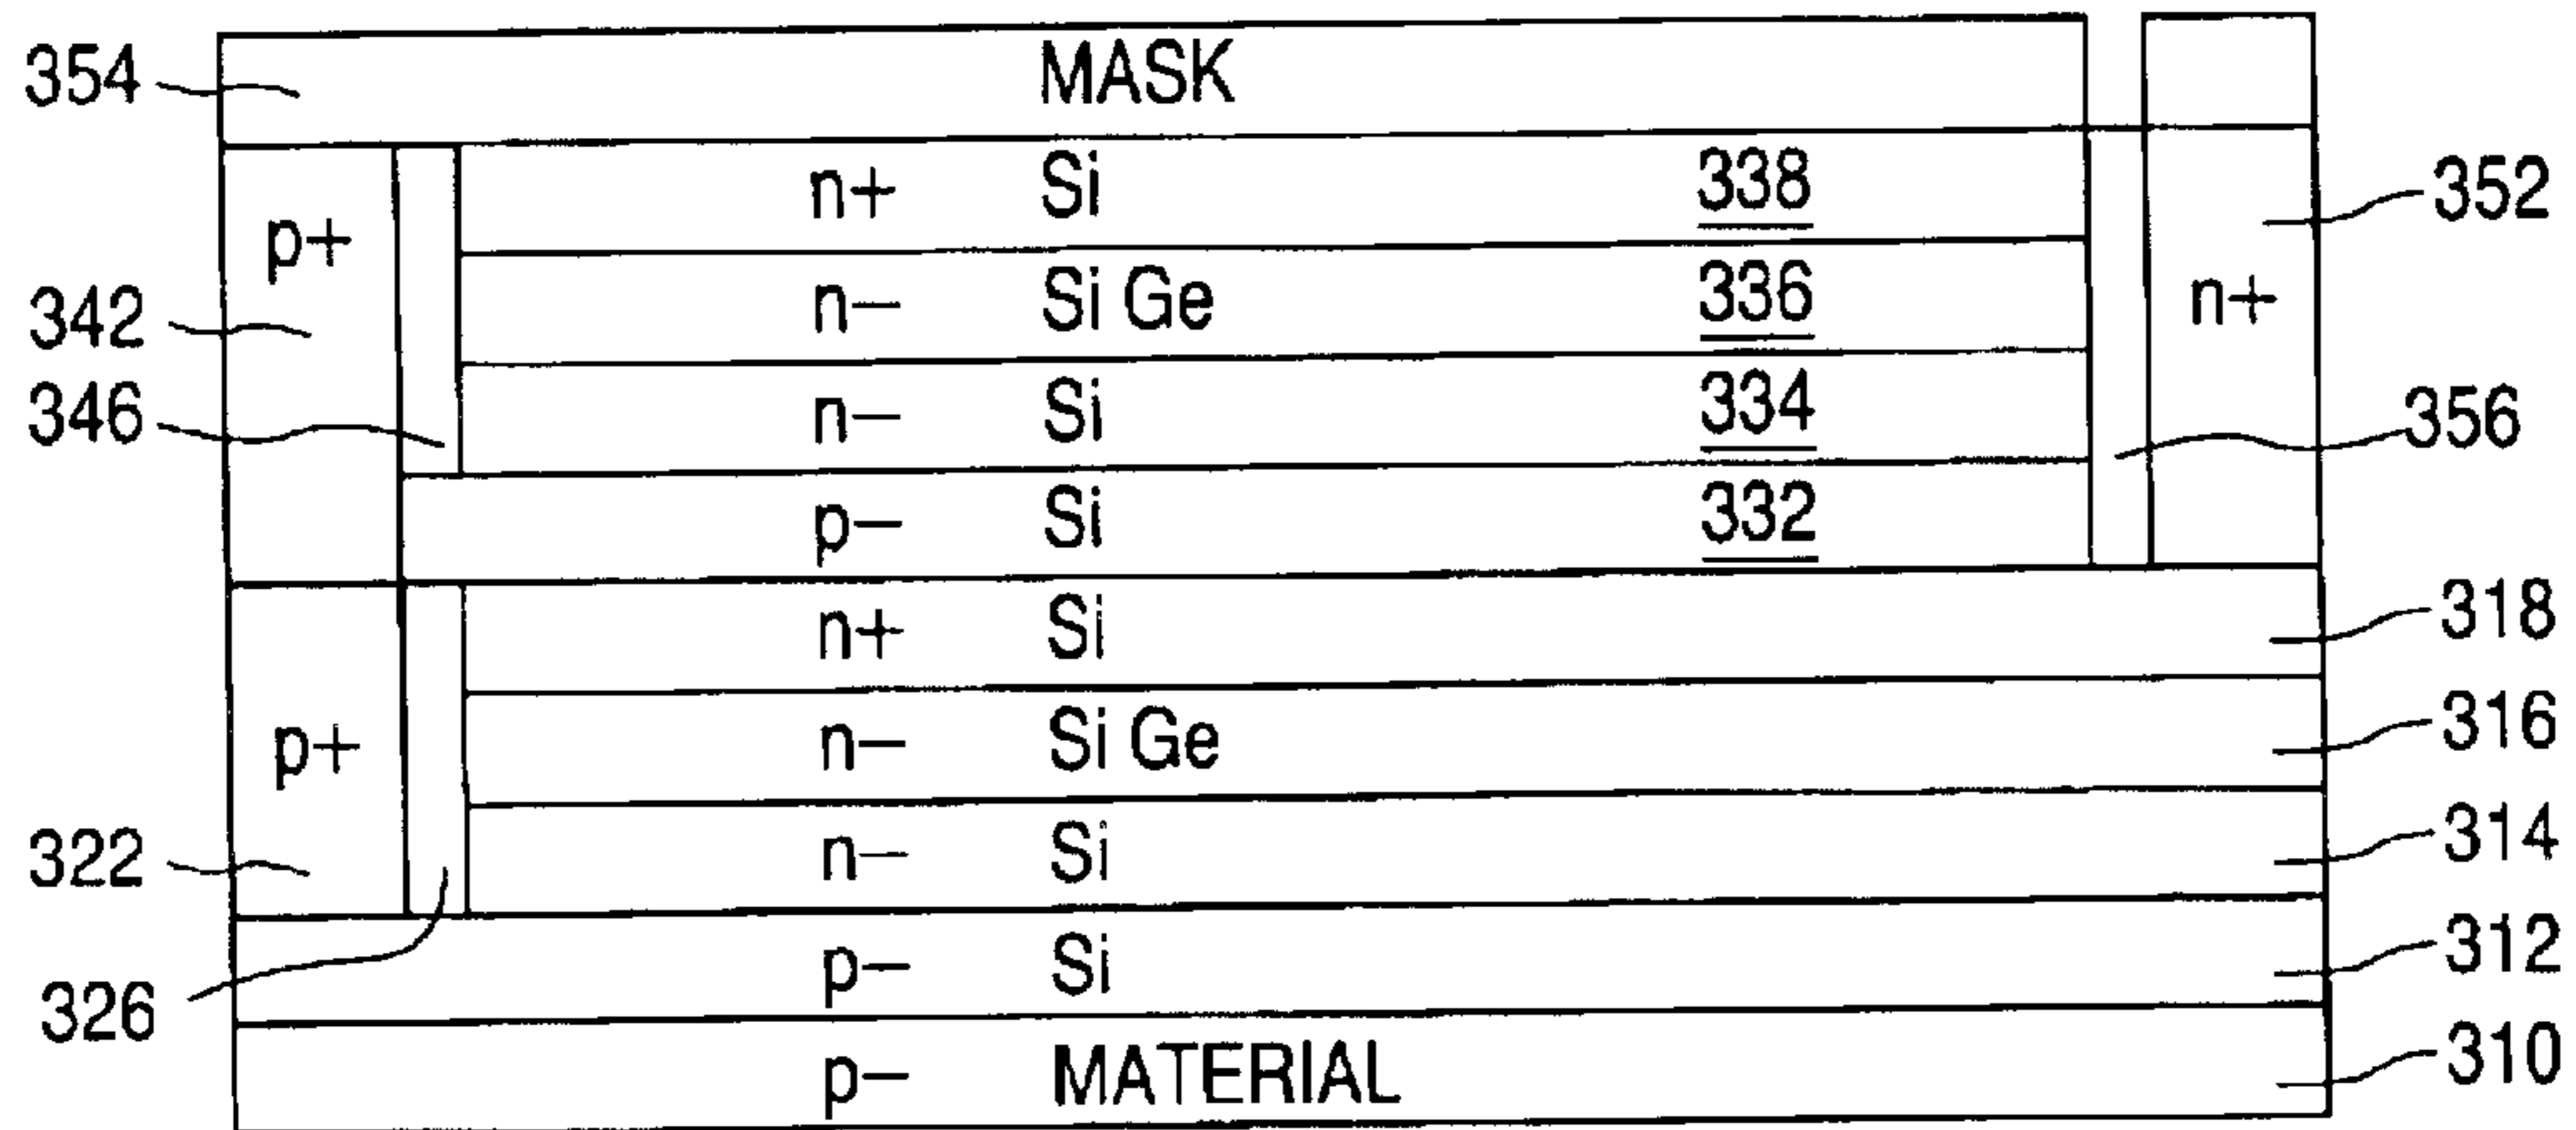 354 MASK
n+ Si 338 352
p+
342 n− Si Ge 336 n+
346 n− Si 334 356
p− Si 332
n+ Si 318
p+ n− Si Ge 316
322 n− Si 314
p− Si 312
326
p− MATERIAL 310